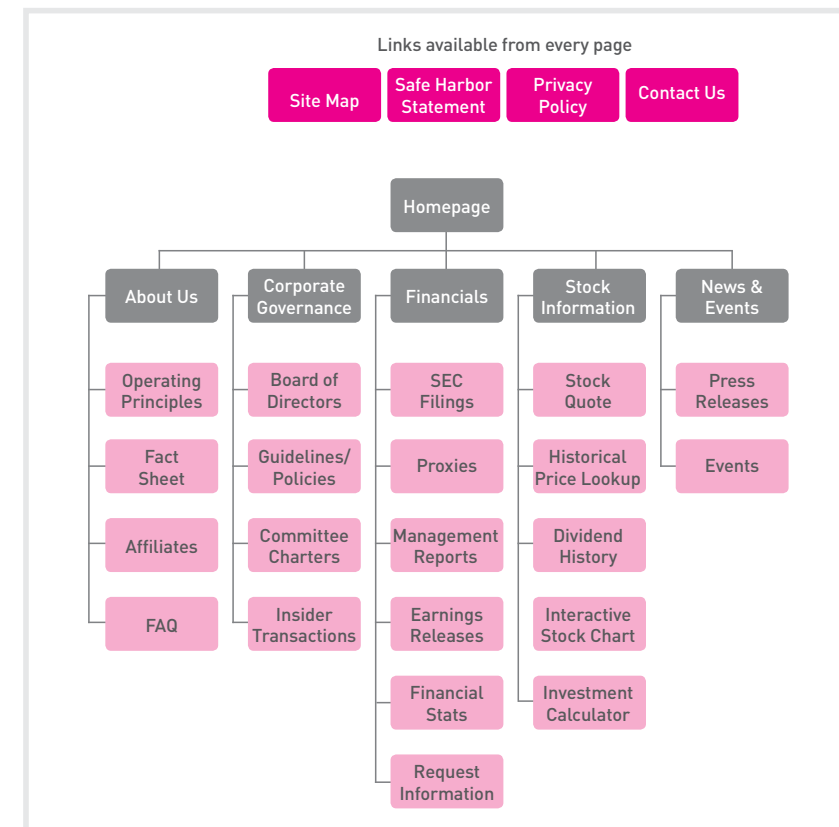 Links available from every page
Site Map
Safe Harbor
Statement
Privacy
Policy
Contact Us
Homepage
About Us
Corporate
Governance
Financials
Stock
Information
News &
Events
Operating
Principles
Fact
Sheet
Affiliates
FAQ
Board of
Directors
Guidelines/
Policies
Committee
Charters
Insider
Transactions
SEC
Filings
Proxies
Management
Reports
Earnings
Releases
Financial
Stats
Request
Information
Stock
Quote
Historical
Price Lookup
Dividend
History
Interactive
Stock Chart
Investment
Calculator
Press
Releases
Events